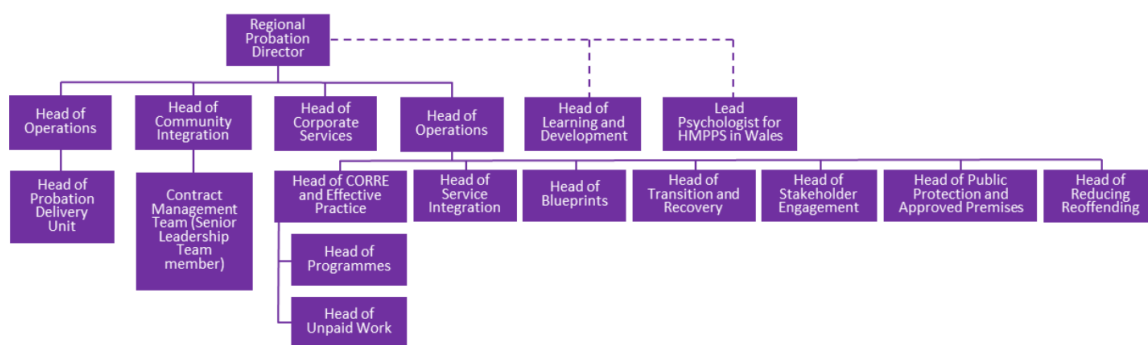 Regional
Probation
Director
Head of
Operations
Head of
Community
Integration
Head of
Corporate
Services
Head of
Operations
Head of
Learning and
Development
Lead
Psychologist for
HMPPS in Wales
Head of
Probation
Delivery
Unit
Contract
Management
Team (Senior
Leadership
Team
member)
Head of CORRE
and Effective
Practice
Head of
Service
Integration
Head of
Blueprints
Head of
Transition and
Recovery
Head of
Stakeholder
Engagement
Head of Public
Protection and
Approved Premises
Head of
Reducing
Reoffending
Head of
Programmes
Head of
Unpaid Work